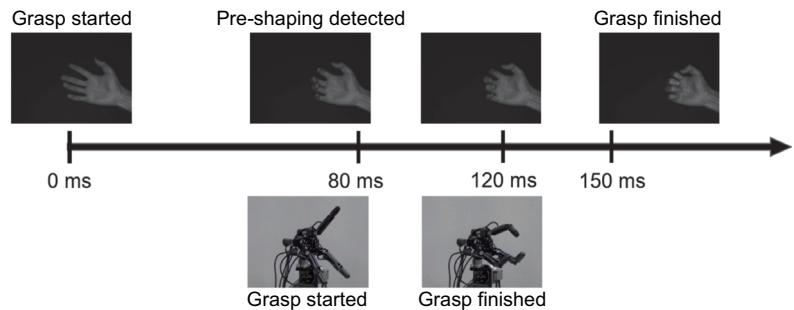 Grasp started
Pre-shaping detected
Grasp finished
0 ms
80 ms
120 ms
150 ms
Grasp started
Grasp finished